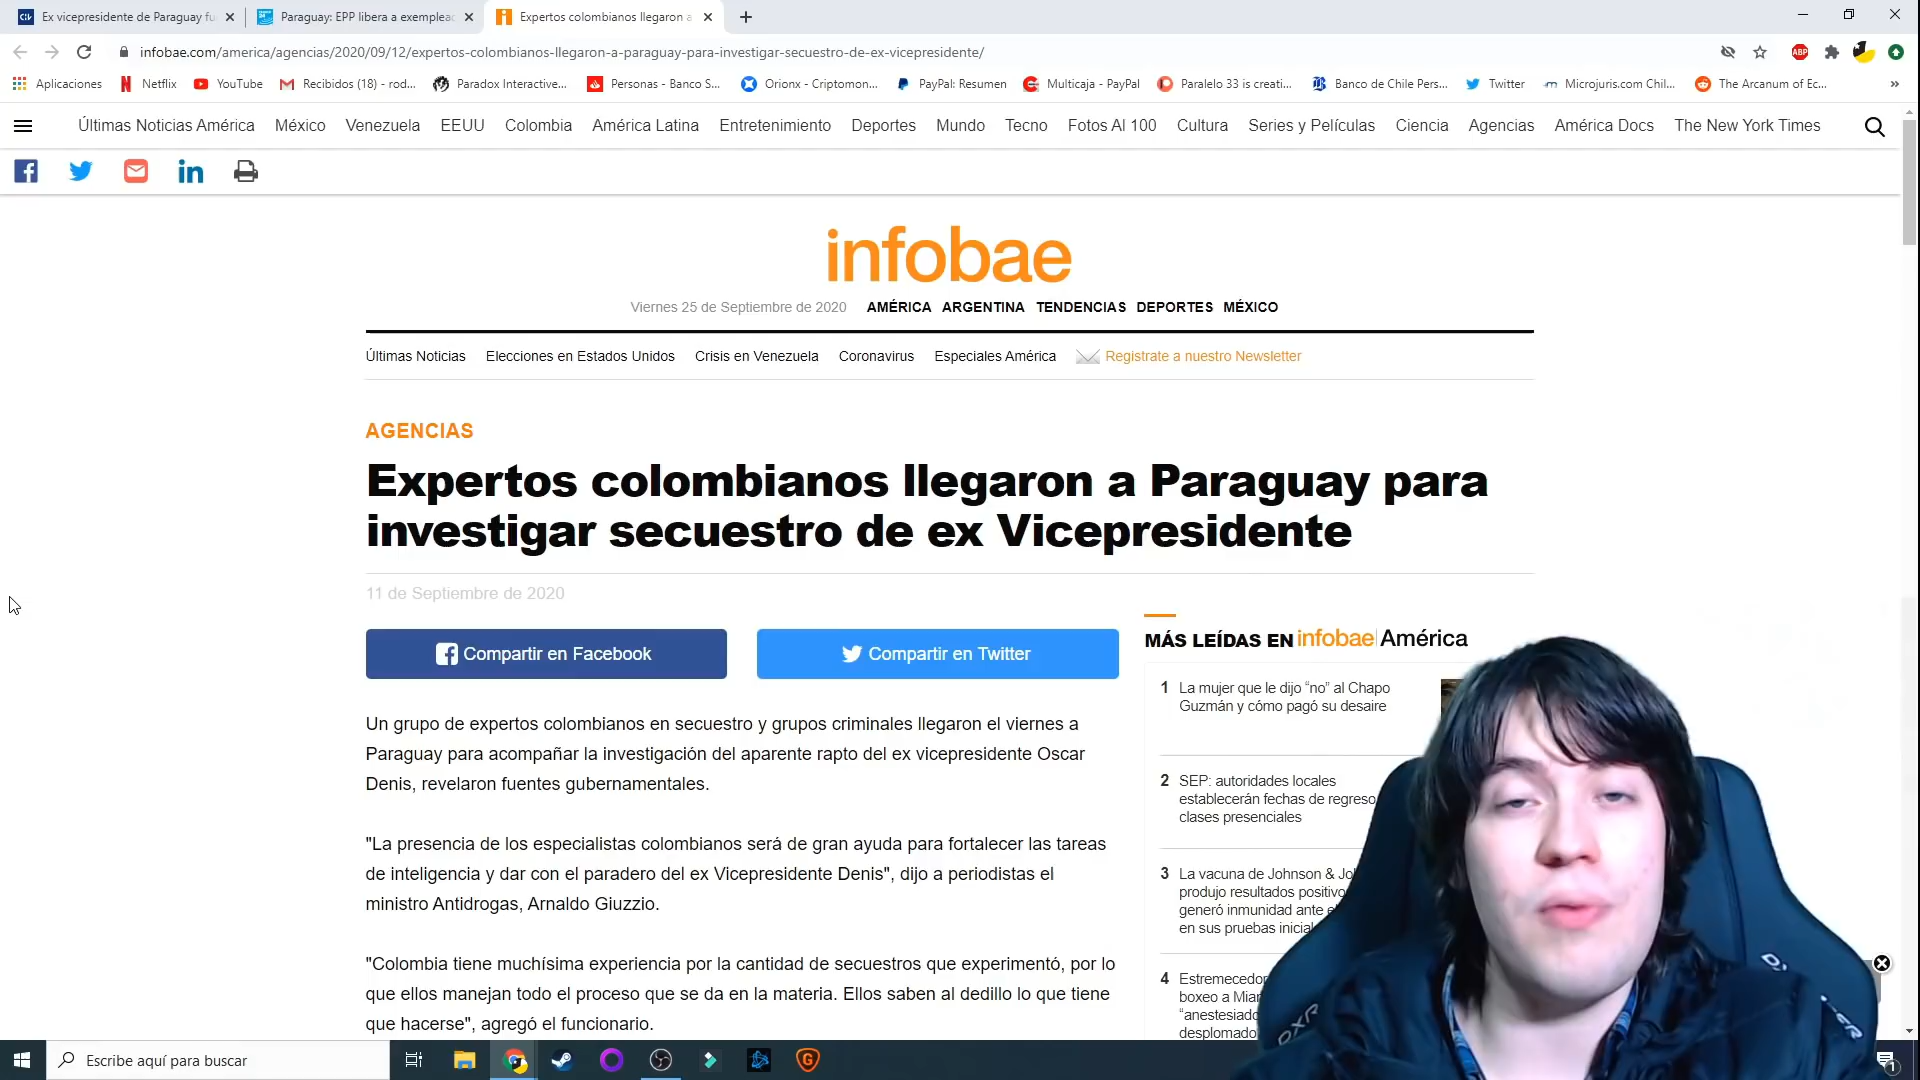 Ex vicepresidente de Paraguay fu
Paraguay: EPP libera a exemplead
Expertos colombianos llegaron a
infobae.com/america/agencias/2020/09/12/expertos-colombianos-llegaron-a-paraguay-para-investigar-secuestro-de-ex-vicepresidente/
ABP
Aplicaciones Netflix YouTube Recibidos (18) - rod... Paradox Interactive... Personas - Banco S... Orionx - Criptomon... PayPal: Resumen Multicaja - PayPal Paralelo 33 is creati... Banco de Chile Pers... Twitter Microjuris.com Chil... The Arcanum of Ec... »
Últimas Noticias América México Venezuela EEUU Colombia América Latina Entretenimiento Deportes Mundo Tecno Fotos Al 100 Cultura Series y Películas Ciencia Agencias América Docs The New York Times
infobae
Viernes 25 de Septiembre de 2020 AMÉRICA ARGENTINA TENDENCIAS DEPORTES MÉXICO
Últimas Noticias Elecciones en Estados Unidos Crisis en Venezuela Coronavirus Especiales América Registrate a nuestro Newsletter
AGENCIAS
Expertos colombianos llegaron a Paraguay para
investigar secuestro de ex Vicepresidente
11 de Septiembre de 2020
Compartir en Facebook
Compartir en Twitter
Un grupo de expertos colombianos en secuestro y grupos criminales llegaron el viernes a
Paraguay para acompañar la investigación del aparente rapto del ex vicepresidente Oscar
Denis, revelaron fuentes gubernamentales.
"La presencia de los especialistas colombianos será de gran ayuda para fortalecer las tareas
de inteligencia y dar con el paradero del ex Vicepresidente Denis", dijo a periodistas el
ministro Antidrogas, Arnaldo Giuzzio.
"Colombia tiene muchísima experiencia por la cantidad de secuestros que experimentó, por lo
que ellos manejan todo el proceso que se da en la materia. Ellos saben al dedillo lo que tiene
que hacerse", agregó el funcionario.
MÁS LEÍDAS EN infobae América
1 La mujer que le dijo “no” al Chapo
Guzmán y cómo pagó su desaire
2 SEP: autoridades locales
establecerán fechas de regreso
clases presenciales
3 La vacuna de Johnson & Jo
produjo resultados positivo
generó inmunidad ante e
en sus pruebas inicial
4 Estremecedor
boxeo a Miar
“anestesiado
desplomado
Escribe aquí para buscar
1